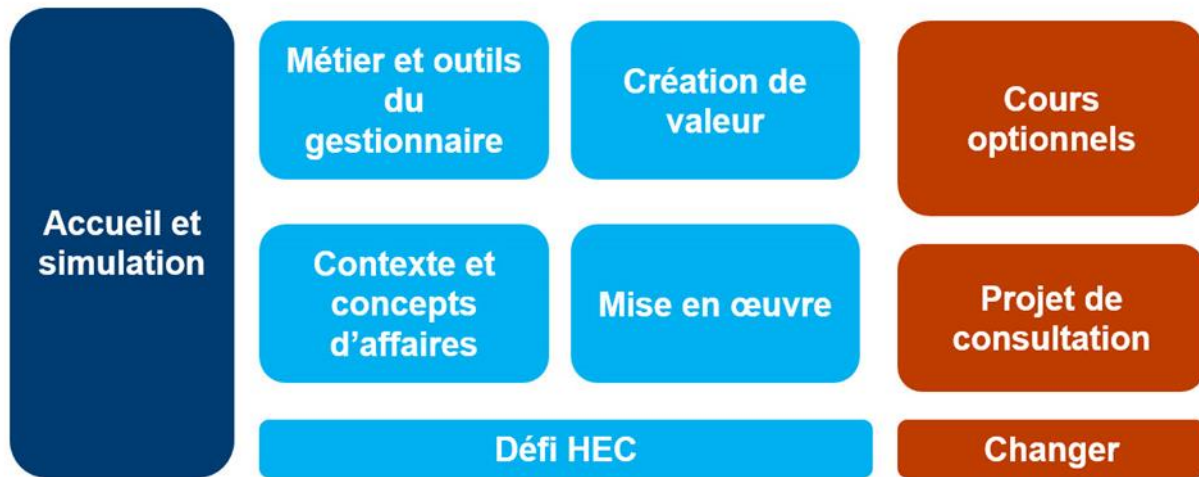 Accueil et
simulation
Métier et outils
du
gestionnaire
Création de
valeur
Contexte et
concepts
d’affaires
Mise en œuvre
Défi HEC
Cours
optionnels
Projet de
consultation
Changer